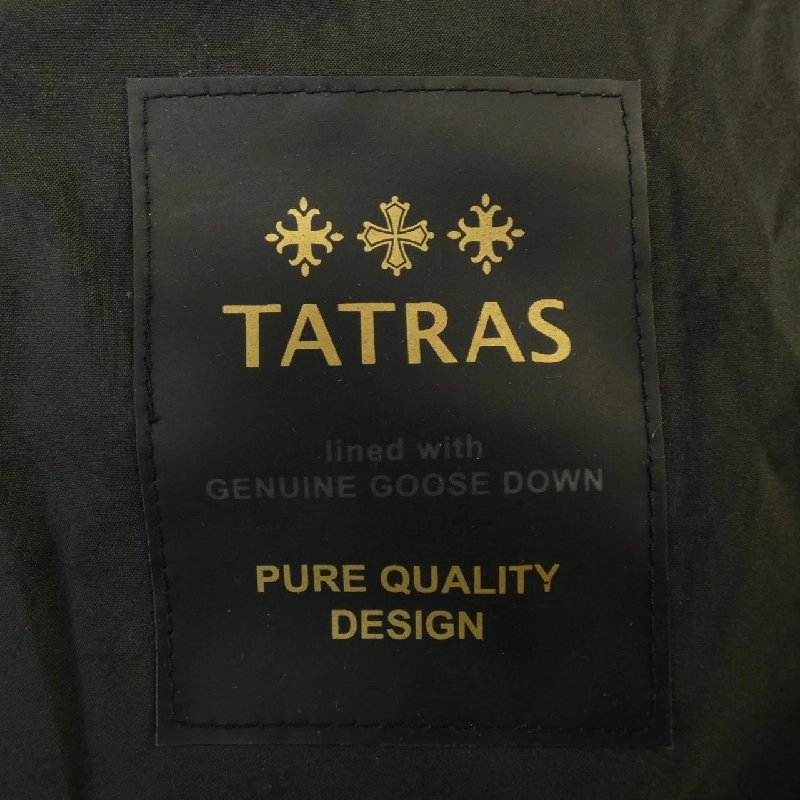 TATRAS
lined with
GENUINE GOOSE DOWN
PURE QUALITY
DESIGN